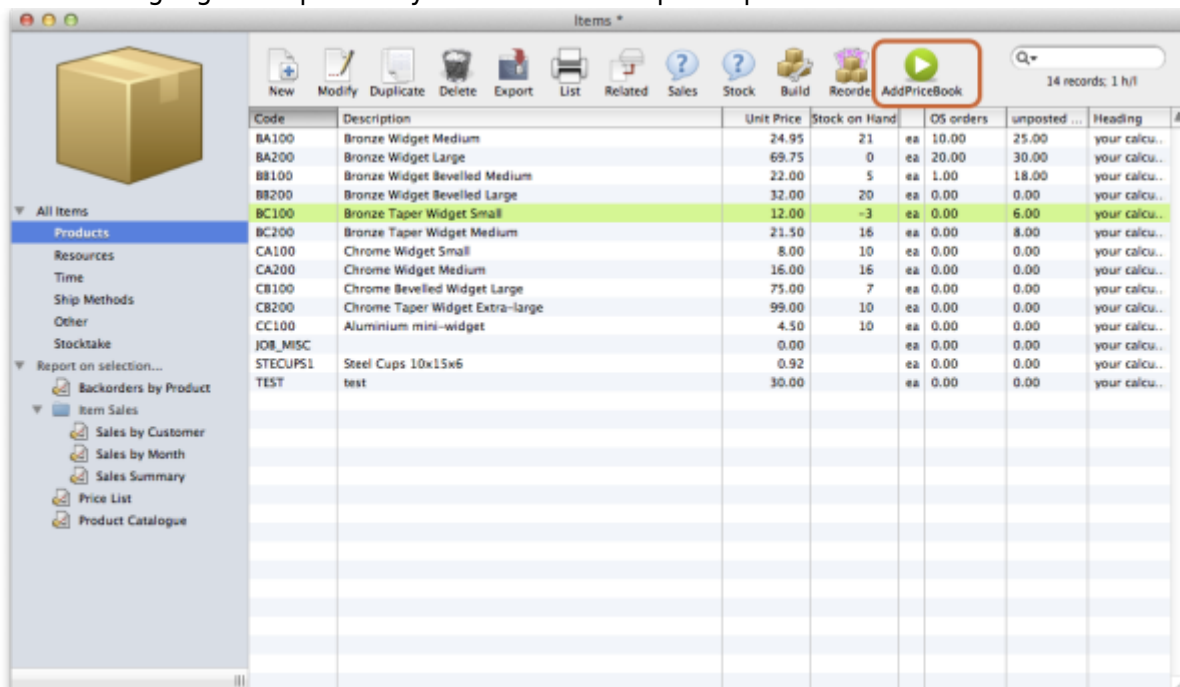 Items *
New Modify Duplicate Delete Export List Related Sales Stock Build Reorde AddPriceBook
14 records; 1 h/l
Code Description Unit Price Stock on Hand OS orders unposted ... Heading
BA100 Bronze Widget Medium 24.95 21 ea 10.00 25.00 your calcu..
BA200 Bronze Widget Large 69.75 0 ea 20.00 30.00 your calcu..
BB100 Bronze Widget Bevelled Medium 22.00 5 ea 1.00 18.00 your calcu..
BB200 Bronze Widget Bevelled Large 32.00 20 ea 0.00 0.00 your calcu..
BC100 Bronze Taper Widget Small 12.00 -3 ea 0.00 6.00 your calcu..
BC200 Bronze Taper Widget Medium 21.50 16 ea 0.00 8.00 your calcu..
CA100 Chrome Widget Small 8.00 10 ea 0.00 0.00 your calcu..
CA200 Chrome Widget Medium 16.00 16 ea 0.00 0.00 your calcu..
CB100 Chrome Bevelled Widget Large 75.00 7 ea 0.00 0.00 your calcu..
CB200 Chrome Taper Widget Extra-large 99.00 10 ea 0.00 0.00 your calcu..
CC100 Aluminium mini-widget 4.50 10 ea 0.00 0.00 your calcu..
JOB_MISC 0.00 ea 0.00 0.00 your calcu..
STECUPS1 Steel Cups 10x15x6 0.92 ea 0.00 0.00 your calcu..
TEST test 30.00 ea 0.00 0.00 your calcu..
All Items
Products
Resources
Time
Ship Methods
Other
Stocktake
Report on selection...
Backorders by Product
Item Sales
Sales by Customer
Sales by Month
Sales Summary
Price List
Product Catalogue